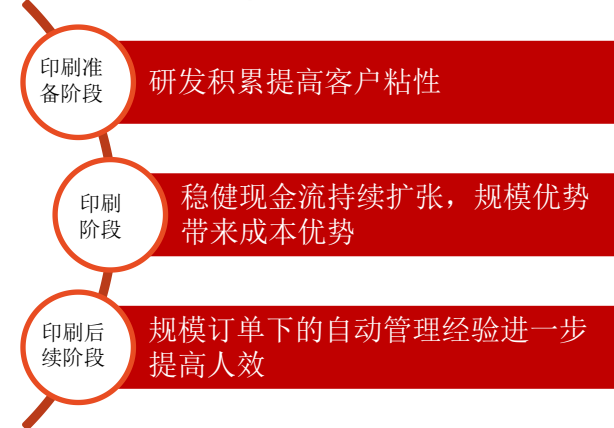 印刷准
备阶段
研发积累提高客户粘性
印刷
阶段
稳健现金流持续扩张，规模优势
带来成本优势
印刷后
续阶段
规模订单下的自动管理经验进一步
提高人效